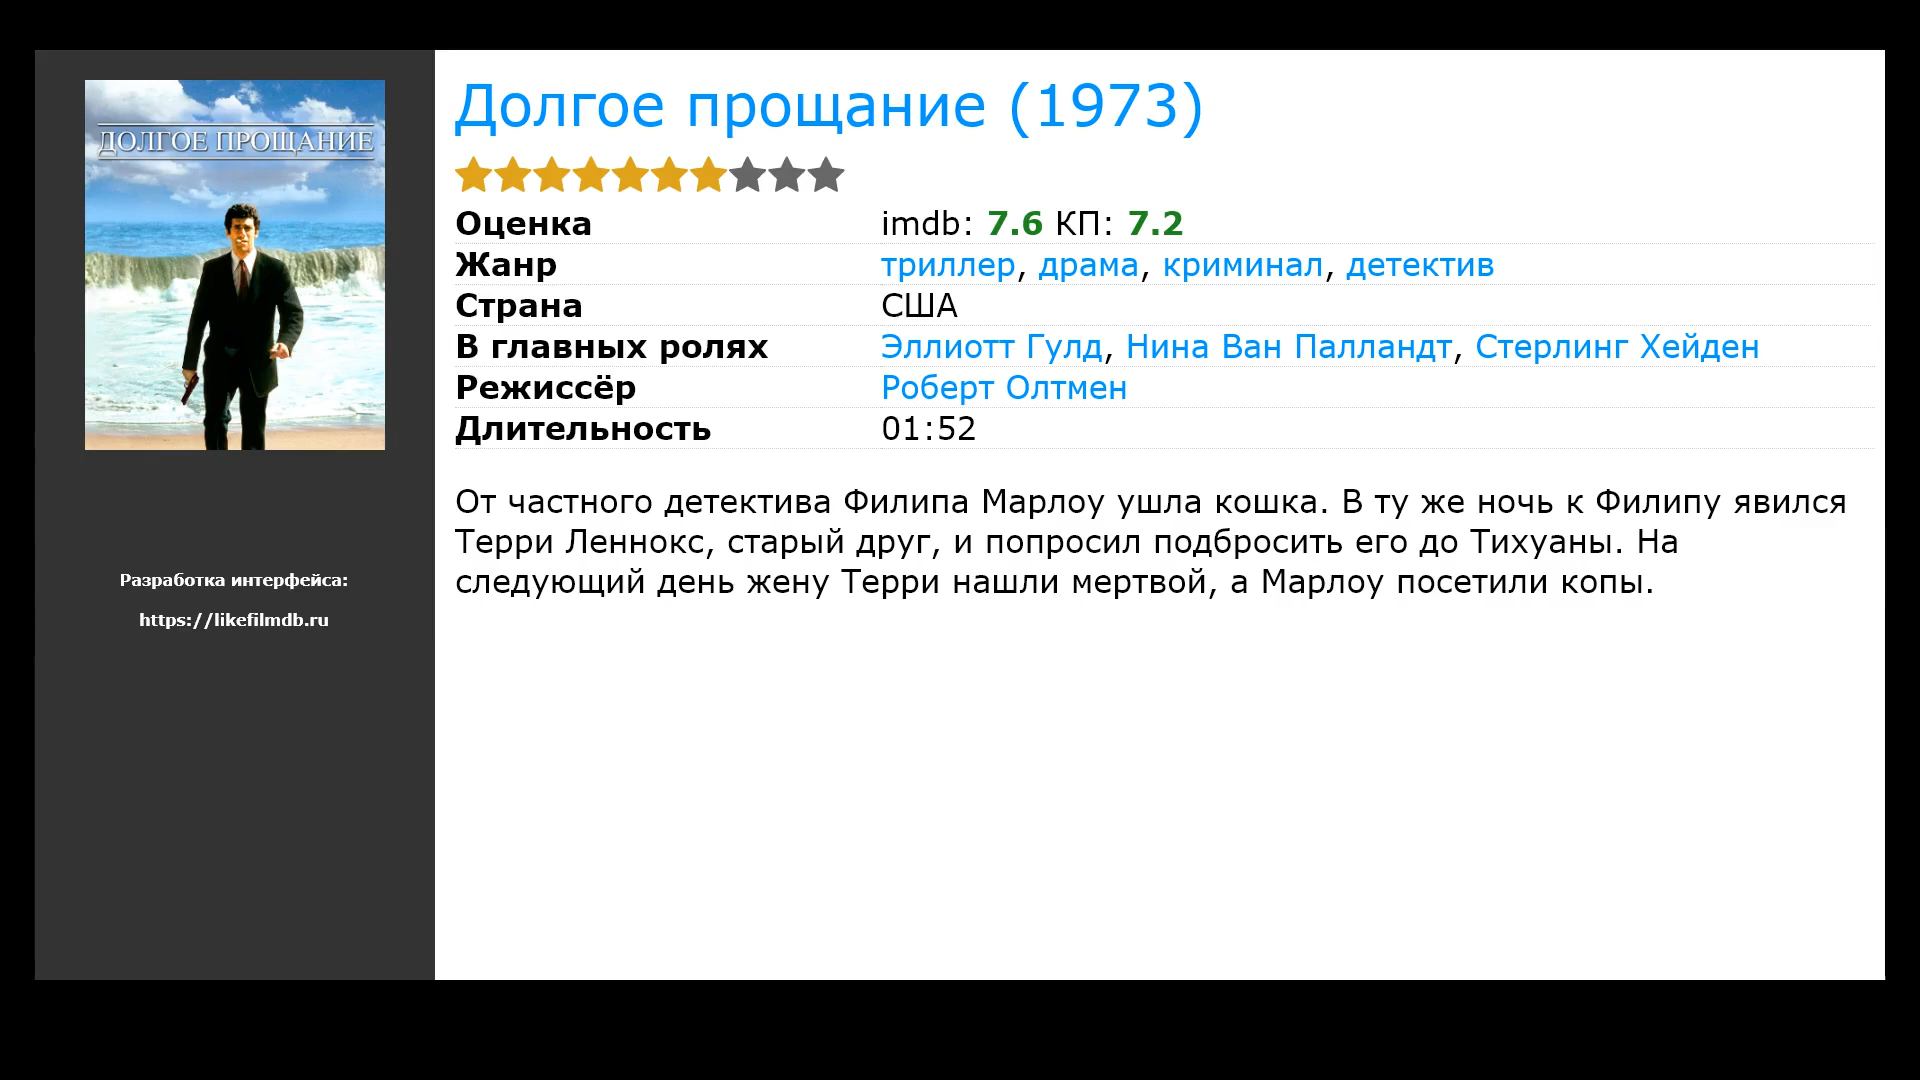 ДОЛГОЕ ПРОЩАНИЕ
Разработка интерфейса:
https://likefilmdb.ru
Долгое прощание (1973)
Оценка imdb: 7.6 КП: 7.2
Жанр триллер, драма, криминал, детектив
Страна США
В главных ролях Эллиотт Гулд, Нина Ван Палландт, Стерлинг Хейден
Режиссёр Роберт Олтмен
Длительность 01:52
От частного детектива Филипа Марлоу ушла кошка. В ту же ночь к Филипу явился
Терри Леннокс, старый друг, и попросил подбросить его до Тихуаны. На
следующий день жену Терри нашли мертвой, а Марлоу посетили копы.